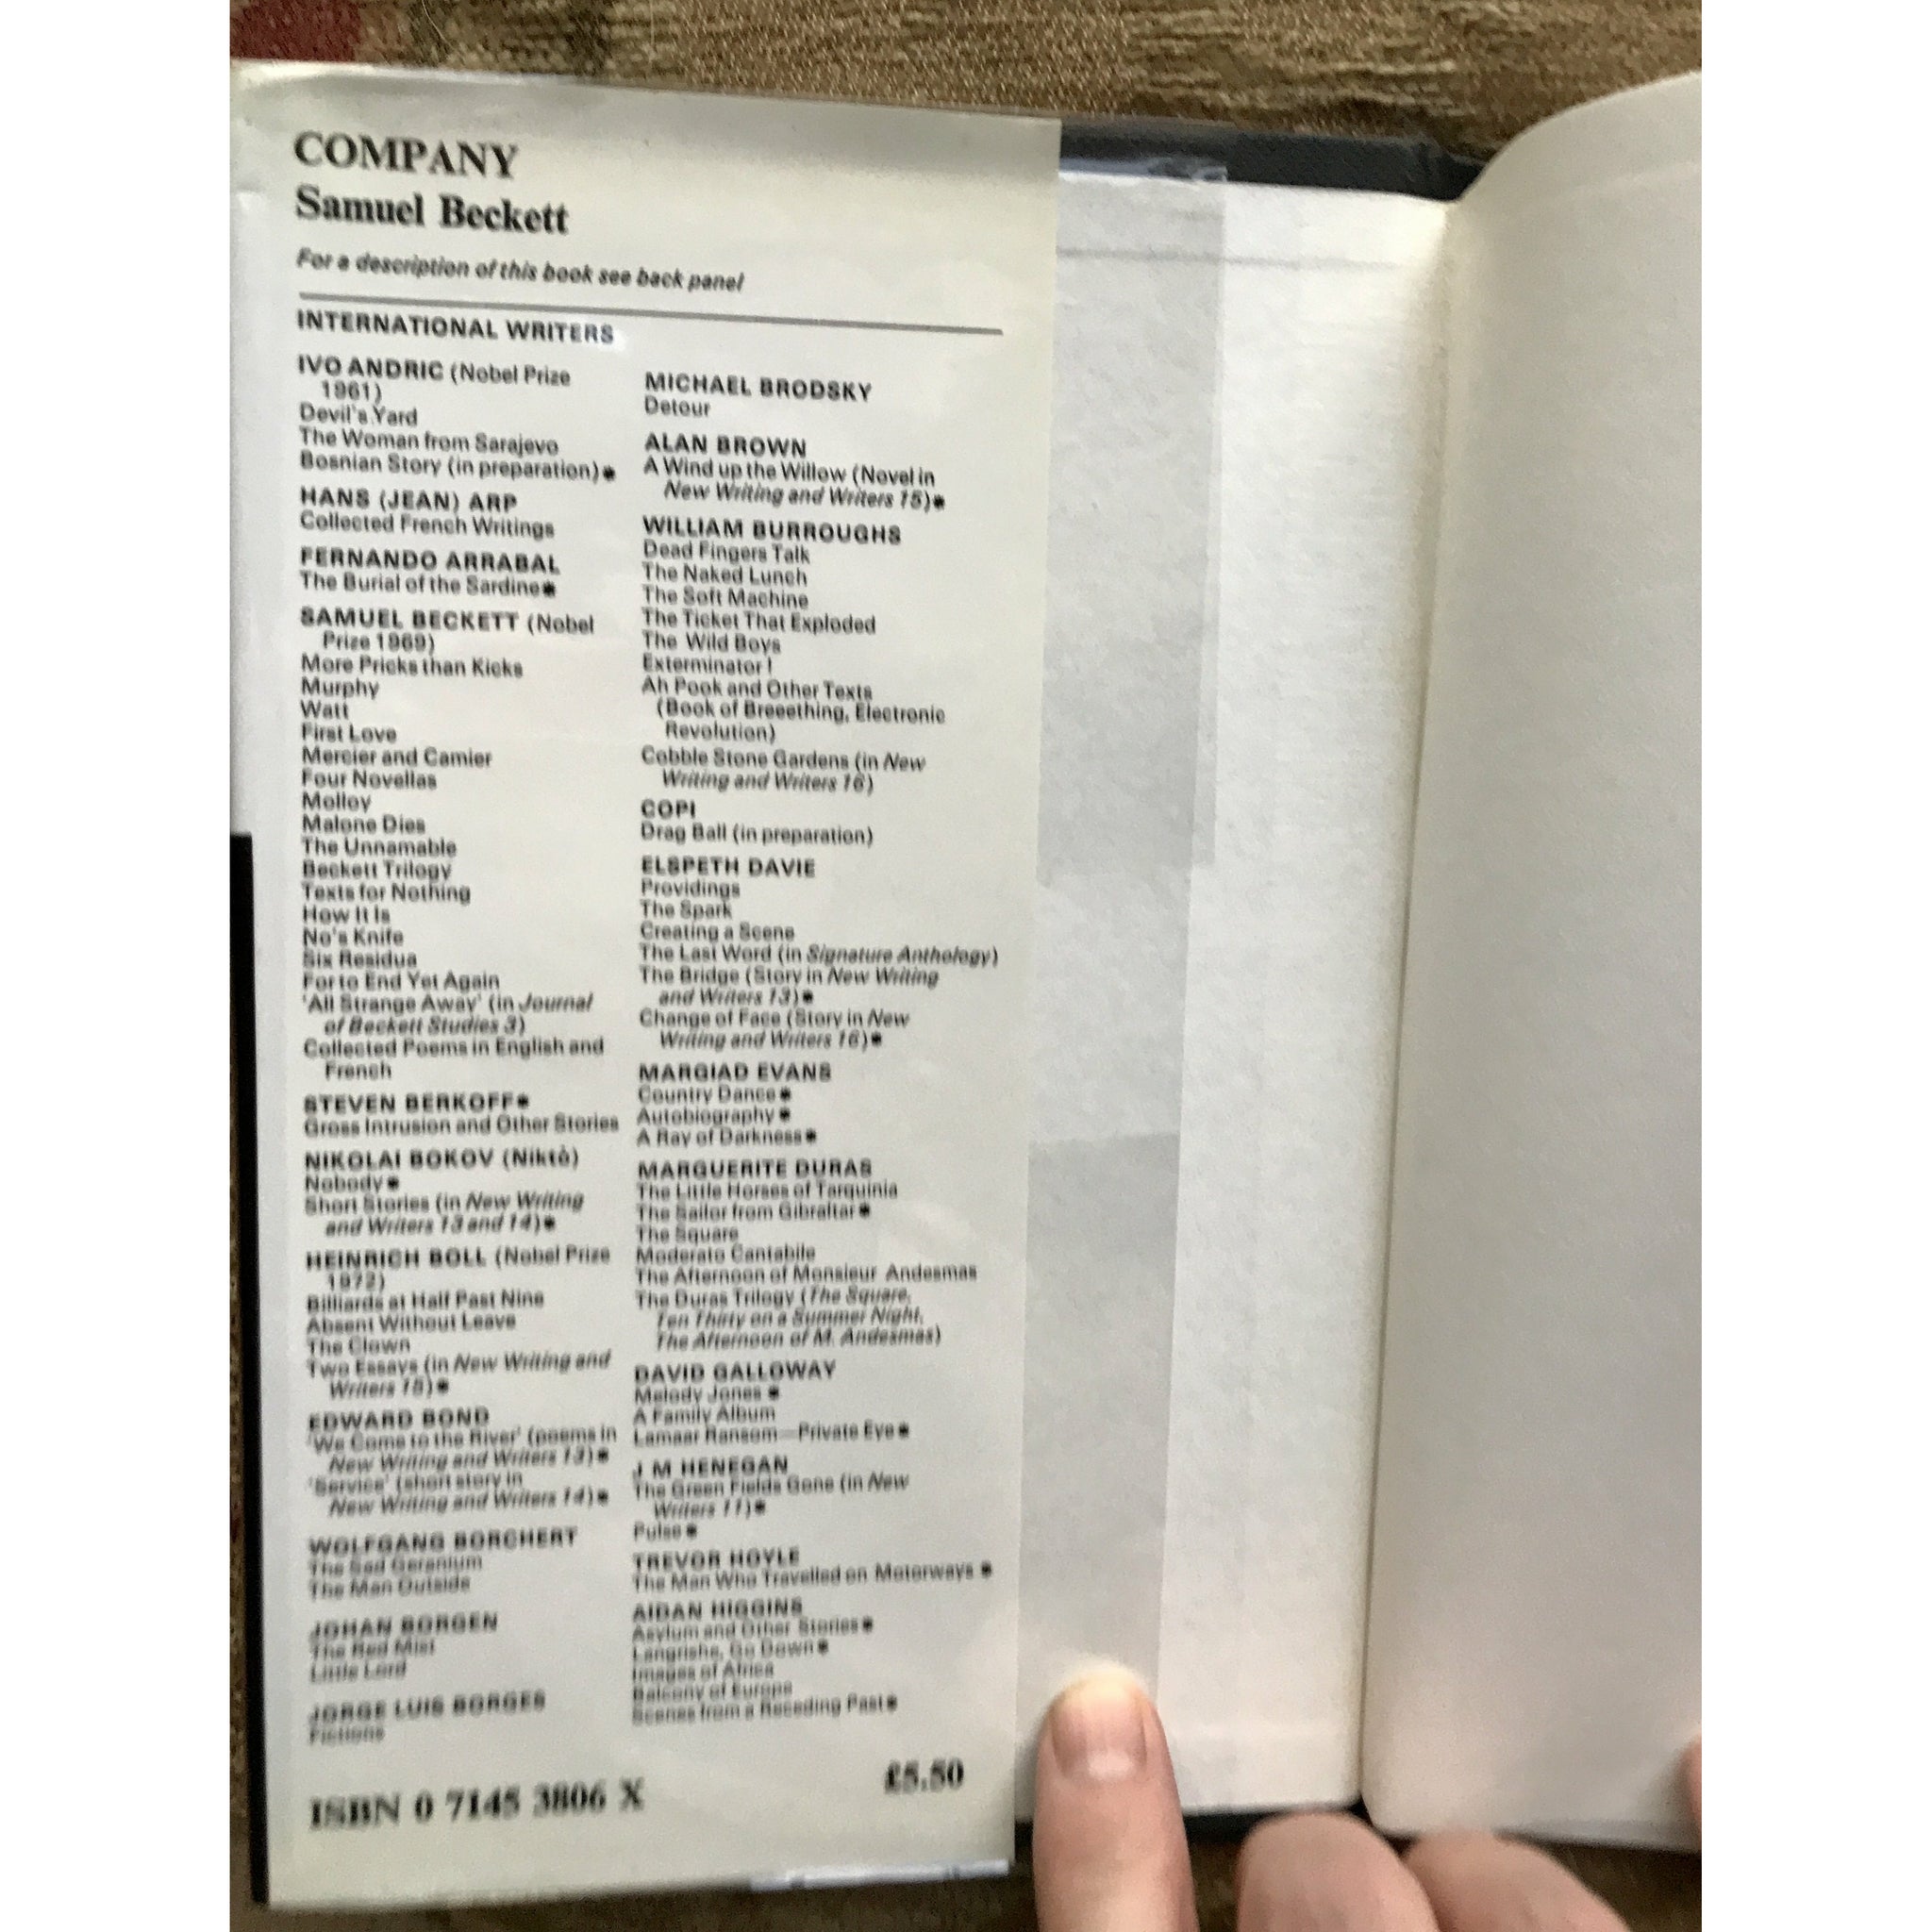 COMPANY
Samuel Beckett
For a description of this book see back panel
INTERNATIONAL WRITERS
IVO ANDRIC (Nobel Prize
1961)
Devil's Yard
The Woman from Sarajevo
Bosnian Story (in preparation)*
HANS (JEAN) ARP
Collected French Writings
FERNANDO ARRABAL
The Burial of the Sardine*
SAMUEL BECKETT (Nobel
Prize 1969)
More Pricks than Kicks
Murphy
Watt
First Love
Mercier and Camier
Four Novellas
Molloy
Malone Dies
The Unnamable
Beckett Trilogy
Texts for Nothing
How It Is
No's Knife
Six Residua
For to End Yet Again
'All Strange Away' (in Journal
of Beckett Studies 3)
Collected Poems in English and
French
STEVEN BERKOFF*
Gross Intrusion and Other Stories
NIKOLAI BOKOV (Niktò)
Nobody*
Short Stories (in New Writing
and Writers 13 and 14)*
HEINRICH BOLL (Nobel Prize
1972)
Billiards at Half Past Nine
Absent Without Leave
The Clown
Two Essays (in New Writing and
Writers 15)*
EDWARD BOND
'We Come to the River' (poems in
New Writing and Writers 13)*
'Service' (short story in
New Writing and Writers 14)*
WOLFGANG BORCHERT
The Sad Geranium
The Man Outside
JOHAN BORGEN
The Red Mist
Little Lord
JORGE LUIS BORGES
Fictions
MICHAEL BRODSKY
Detour
ALAN BROWN
A Wind up the Willow (Novel in
New Writing and Writers 15)*
WILLIAM BURROUGHS
Dead Fingers Talk
The Naked Lunch
The Soft Machine
The Ticket That Exploded
The Wild Boys
Exterminator!
Ah Pook and Other Texts
(Book of Breeething, Electronic
Revolution)
Cobble Stone Gardens (in New
Writing and Writers 16)
COPI
Drag Ball (in preparation)
ELSPETH DAVIE
Providings
The Spark
Creating a Scene
The Last Word (in Signature Anthology)
The Bridge (Story in New Writing
and Writers 13)*
Change of Face (Story in New
Writing and Writers 16)*
MARGIAD EVANS
Country Dance*
Autobiography*
A Ray of Darkness*
MARGUERITE DURAS
The Little Horses of Tarquinia
The Sailor from Gibraltar*
The Square
Moderato Cantabile
The Afternoon of Monsieur Andesmas
The Duras Trilogy (The Square,
Ten Thirty on a Summer Night,
The Afternoon of M. Andesmas)
DAVID GALLOWAY
Melody Jones*
A Family Album
Lamaar Ransom—Private Eye*
J M HENEGAN
The Green Fields Gone (in New
Writers 11)*
Pulse*
TREVOR HOYLE
The Man Who Travelled on Motorways*
AIDAN HIGGINS
Asylum and Other Stories*
Langrishe, Go Down*
Images of Africa
Balcony of Europe
Scenes from a Receding Past*
ISBN 0 7145 3806 X
£5.50